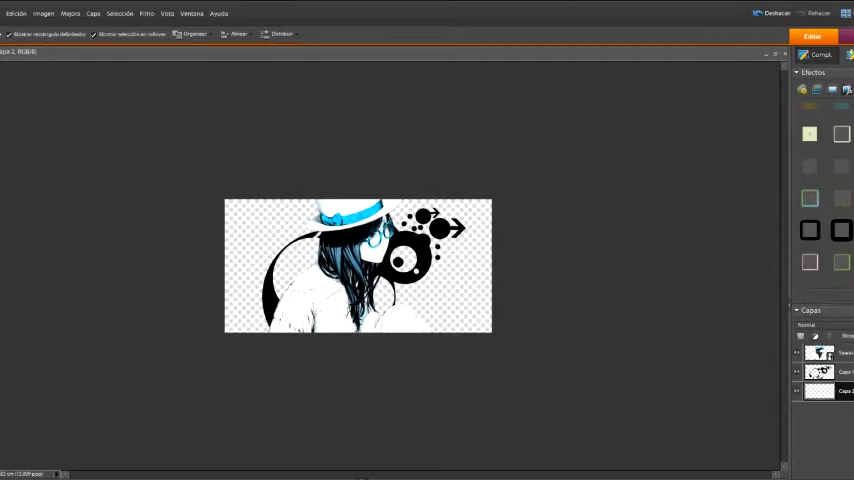 Edición Imagen Mejora Capa Selección Filtro Vista Ventana Ayuda Deshacer Rehacer
Mostrar rectángulo delimitador Mostrar selección en rollover Organizar Alinear Distribuir
Editar
Capa 2, RGB/8)
Compl.
Efectos
Capas
Normal
Capa 1
Capa 2